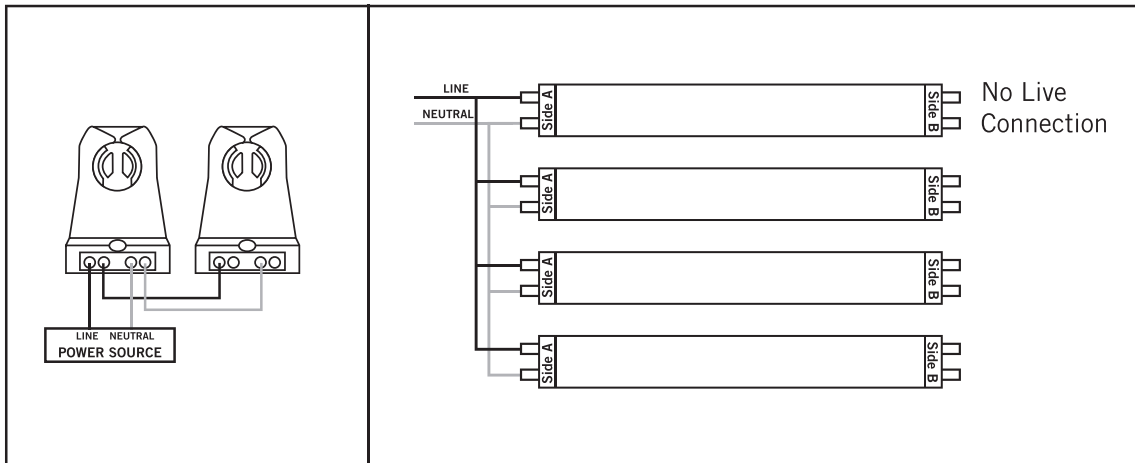 LINE NEUTRAL
POWER SOURCE
LINE
NEUTRAL
Side A
Side B
No Live
Connection
Side A
Side B
Side A
Side B
Side A
Side B